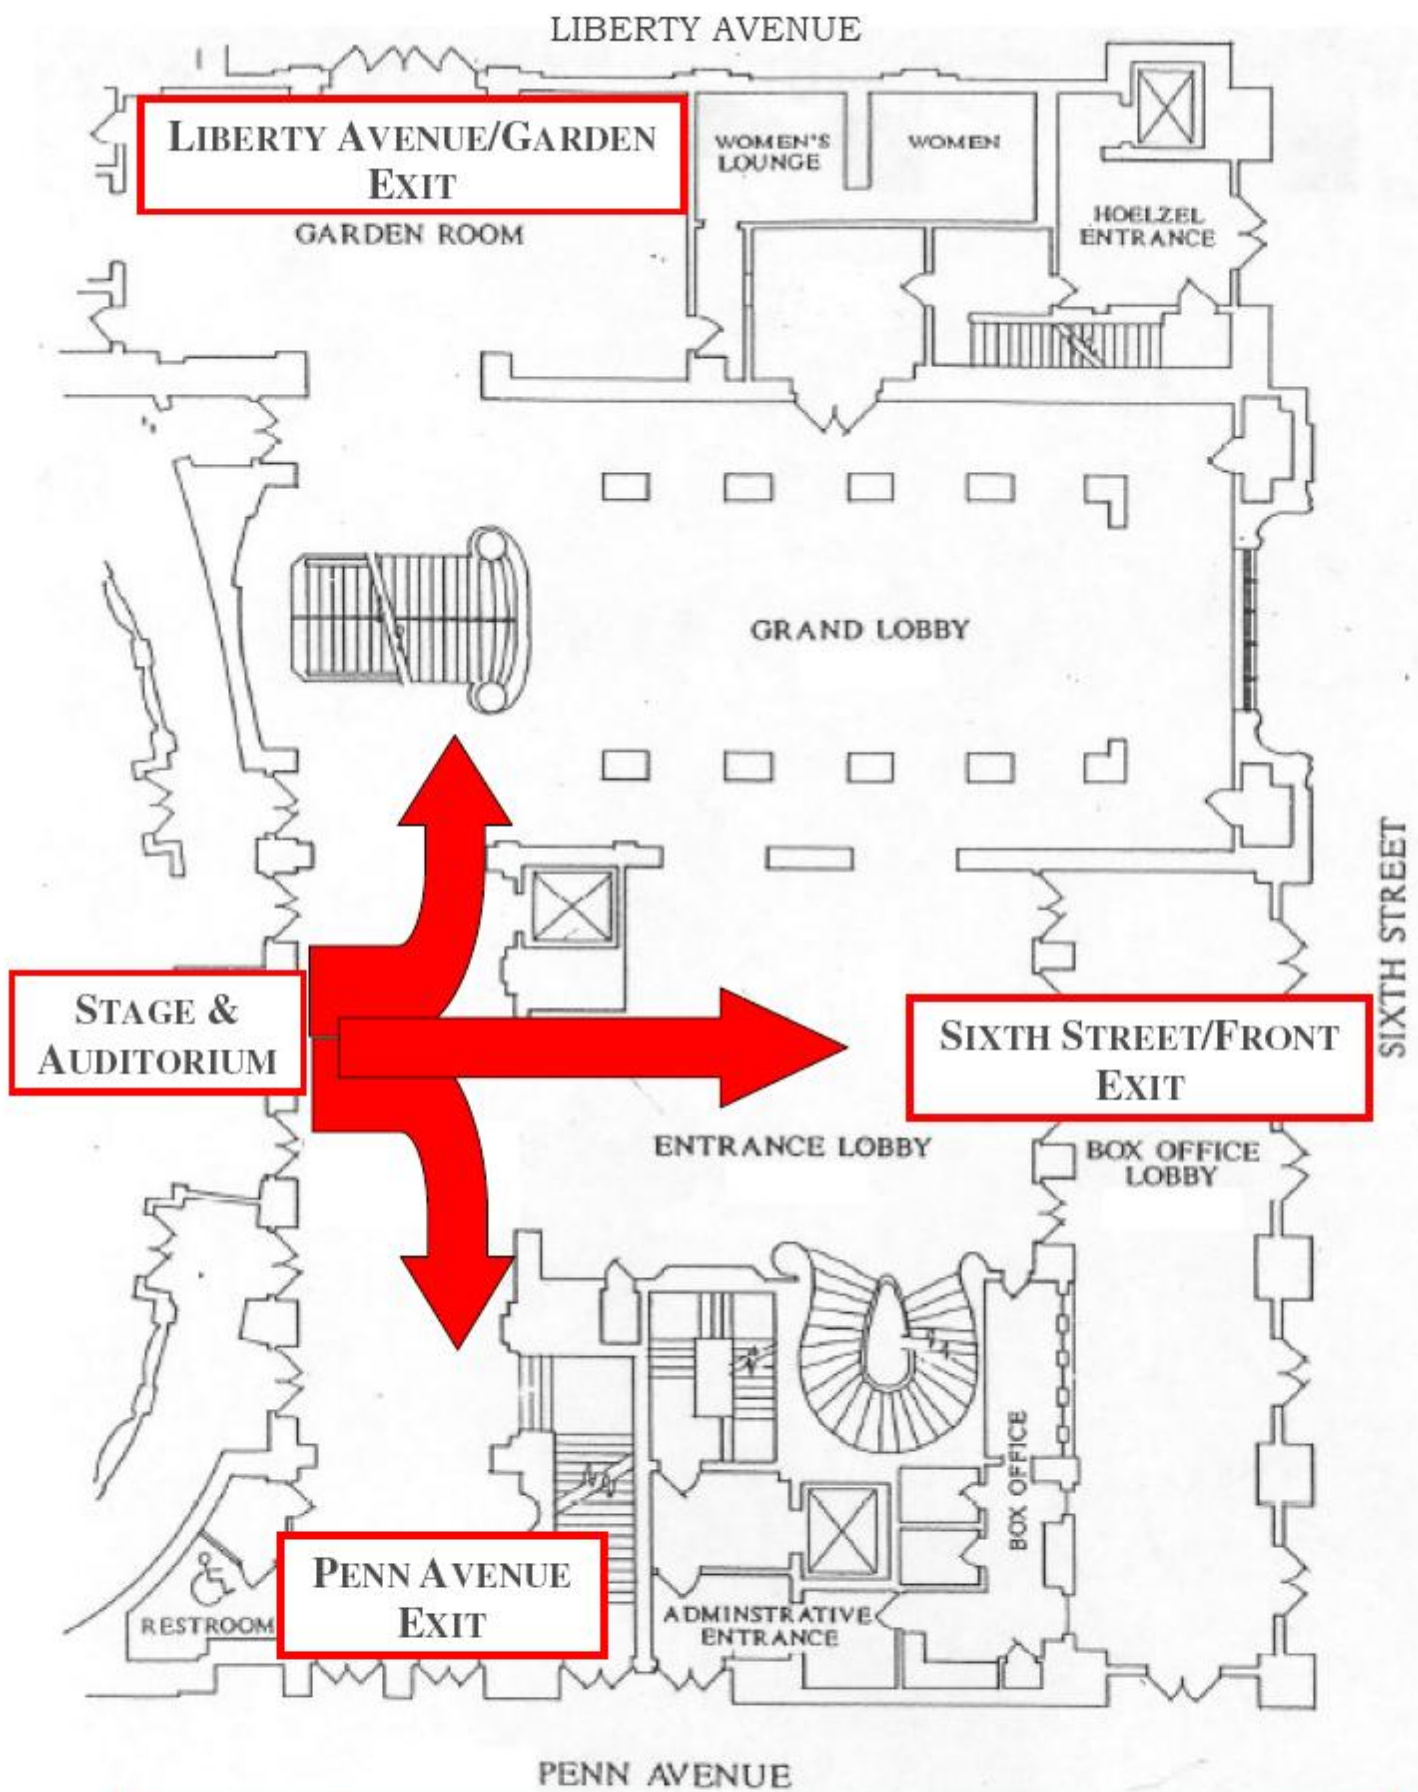 LIBERTY AVENUE
LIBERTY AVENUE/GARDEN
EXIT
GARDEN ROOM
WOMEN'S
LOUNGE
WOMEN
HOELZEL
ENTRANCE
GRAND LOBBY
SIXTH STREET
STAGE &
AUDITORIUM
SIXTH STREET/FRONT
EXIT
ENTRANCE LOBBY
BOX OFFICE
LOBBY
BOX OFFICE
PENN AVENUE
EXIT
RESTROOM
ADMINSTRATIVE
ENTRANCE
PENN AVENUE